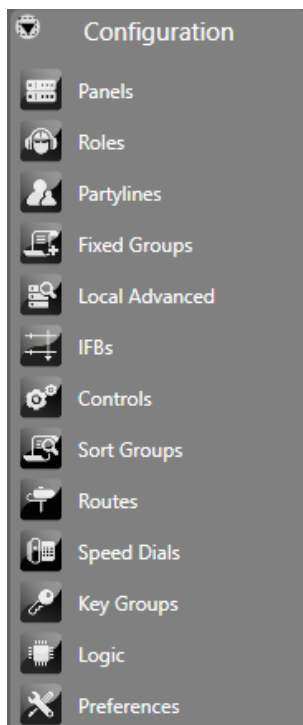 Configuration
Panels
Roles
Partylines
Fixed Groups
Local Advanced
IFBs
Controls
Sort Groups
Routes
Speed Dials
Key Groups
Logic
Preferences